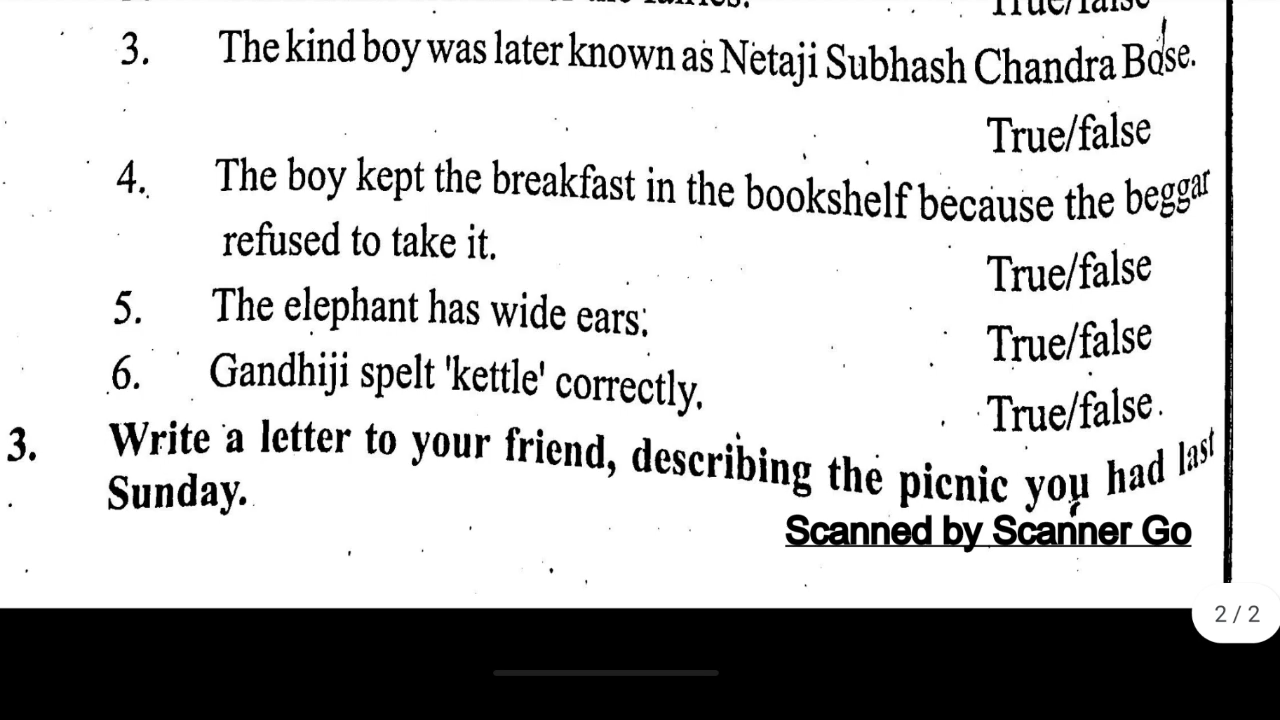 True/false
3. The kind boy was later known as Netaji Subhash Chandra Bose.
True/false
4. The boy kept the breakfast in the bookshelf because the beggar
refused to take it.
True/false
5. The elephant has wide ears.
True/false
6. Gandhiji spelt 'kettle' correctly.
True/false.
3. Write a letter to your friend, describing the picnic you had last
Sunday.
Scanned by Scanner Go
2 / 2